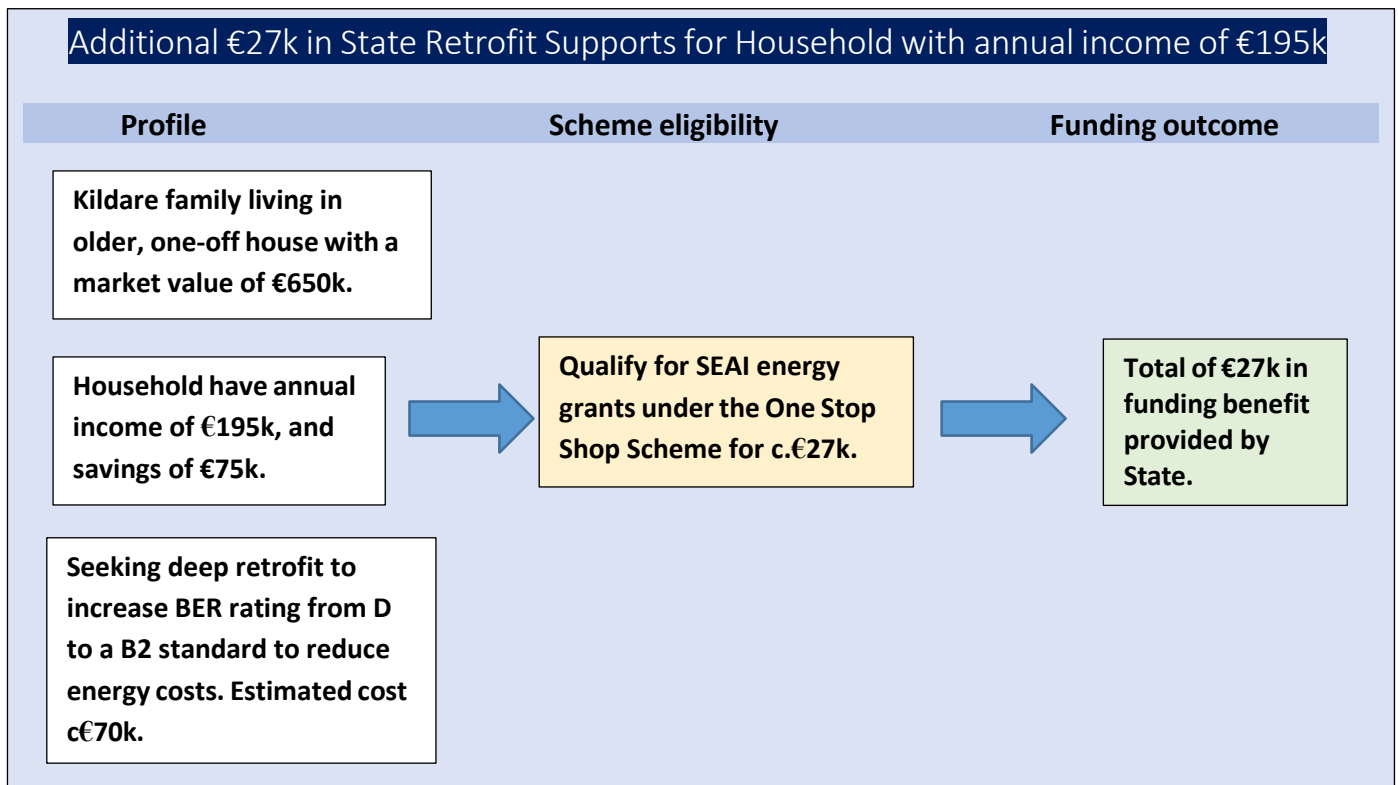 Additional €27k in State Retrofit Supports for Household with annual income of €195k
Profile
Scheme eligibility
Funding outcome
Kildare family living in
older, one-off house with a
market value of €650k.
Household have annual
income of €195k, and
savings of €75k.
Seeking deep retrofit to
increase BER rating from D
to a B2 standard to reduce
energy costs. Estimated cost
c€70k.
Qualify for SEAI energy
grants under the One Stop
Shop Scheme for c.€27k.
Total of €27k in
funding benefit
provided by
State.